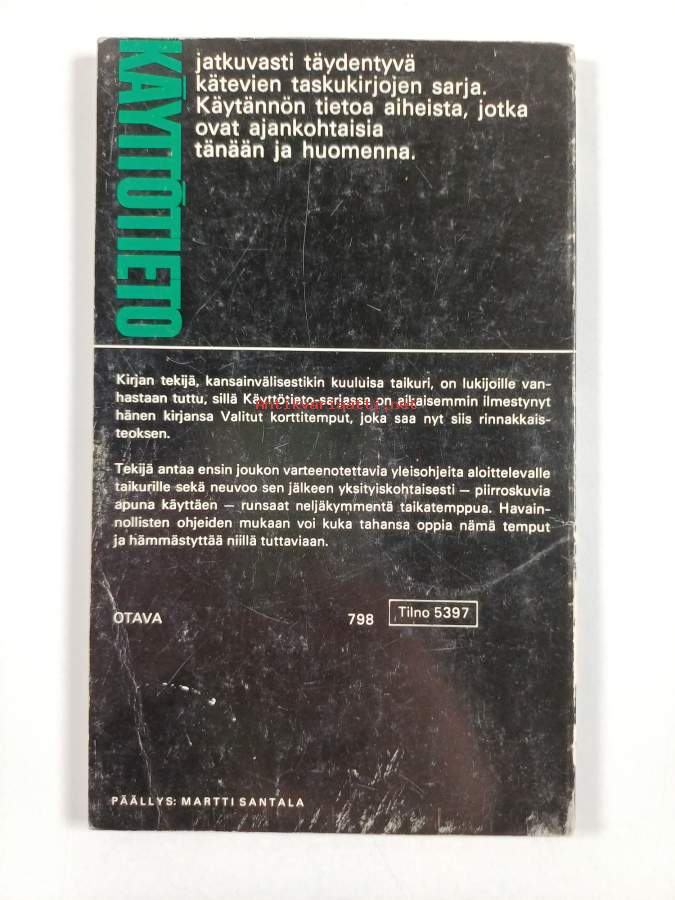 KÄYTTÖTIETO
jatkuvasti täydentyvä
kätevien taskukirjojen sarja.
Käytännön tietoa aiheista, jotka
ovat ajankohtaisia
tänään ja huomenna.
Kirjan tekijä, kansainvälisestikin kuuluisa taikuri, on lukijoille van-
hastaan tuttu, sillä Käyttötieto-sarjassa on aikaisemmin ilmestynyt
hänen kirjansa Valitut korttitemput, joka saa nyt siis rinnakkais-
teoksen.
Antikvariaatti.net
Tekijä antaa ensin joukon varteenotettavia yleisohjeita aloittelevalle
taikurille sekä neuvoo sen jälkeen yksityiskohtaisesti – piirroskuvia
apuna käyttäen – runsaat neljäkymmentä taikatemppua. Havain-
nollisten ohjeiden mukaan voi kuka tahansa oppia nämä temput
ja hämmästyttää niillä tuttaviaan.
OTAVA 798 Tilno 5397
PÄÄLLYS: MARTTI SANTALA